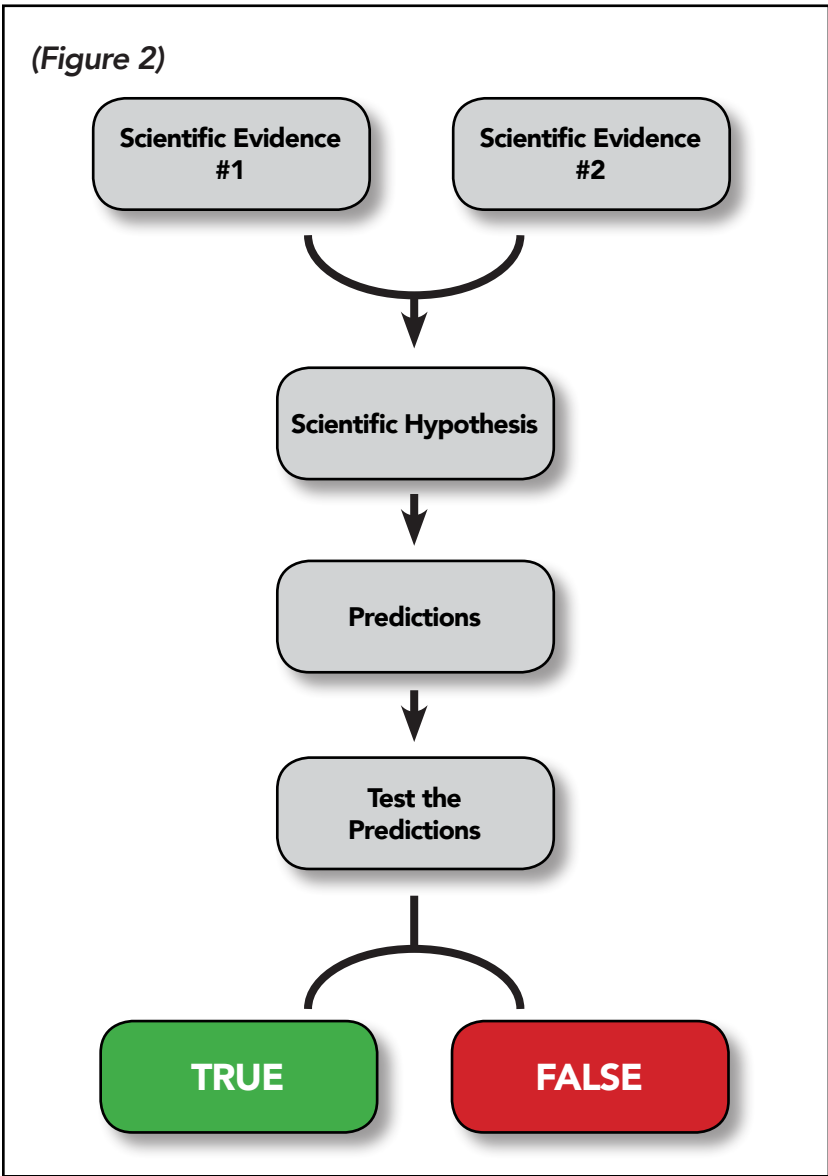 (Figure 2)
Scientific Evidence
#1
Scientific Evidence
#2
Scientific Hypothesis
Predictions
Test the
Predictions
TRUE
FALSE